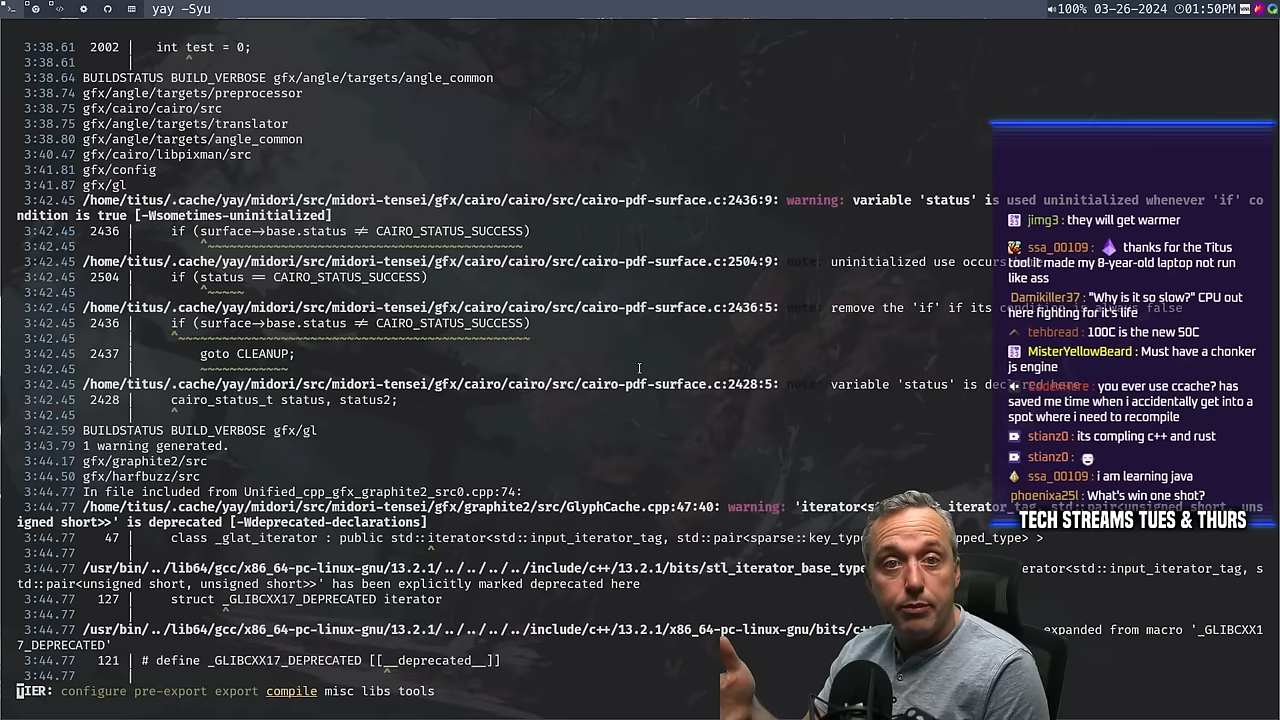 yay -Syu
100% 03-26-2024 01:50PM
3:38.61 2002 | int test = 0;
3:38.61 | ^
3:38.64 BUILDSTATUS BUILD_VERBOSE gfx/angle/targets/angle_common
3:38.74 gfx/angle/targets/preprocessor
3:38.75 gfx/cairo/cairo/src
3:38.75 gfx/angle/targets/translator
3:38.80 gfx/angle/targets/angle_common
3:40.47 gfx/cairo/libpixman/src
3:41.81 gfx/config
3:41.87 gfx/gl
3:42.45 /home/titus/.cache/yay/midori/src/midori-tensei/gfx/cairo/cairo/src/cairo-pdf-surface.c:2436:9: warning: variable 'status' is used uninitialized whenever 'if' co
ndition is true [-Wsometimes-uninitialized]
3:42.45 2436 | if (surface->base.status ≠ CAIRO_STATUS_SUCCESS)
3:42.45 | ^~~~~~~~~~~~~~~~~~~~~~~~~~~~~~~~~~~~~~~~~~~
3:42.45 /home/titus/.cache/yay/midori/src/midori-tensei/gfx/cairo/cairo/src/cairo-pdf-surface.c:2504:9: note: uninitialized use occurs
3:42.45 2504 | if (status == CAIRO_STATUS_SUCCESS)
3:42.45 | ^~~~~~
3:42.45 /home/titus/.cache/yay/midori/src/midori-tensei/gfx/cairo/cairo/src/cairo-pdf-surface.c:2436:5: note: remove the 'if' if its condition is always false
3:42.45 2436 | if (surface->base.status ≠ CAIRO_STATUS_SUCCESS)
3:42.45 | ^~~~~~~~~~~~~~~~~~~~~~~~~~~~~~~~~~~~~~~~~~~~~~~~
3:42.45 2437 | goto CLEANUP;
3:42.45 | ~~~~~~~~~~~~
3:42.45 /home/titus/.cache/yay/midori/src/midori-tensei/gfx/cairo/cairo/src/cairo-pdf-surface.c:2428:5: note: variable 'status' is declared here
3:42.45 2428 | cairo_status_t status, status2;
3:42.45 | ^
3:42.59 BUILDSTATUS BUILD_VERBOSE gfx/gl
3:43.79 1 warning generated.
3:44.17 gfx/graphite2/src
3:44.50 gfx/harfbuzz/src
3:44.77 In file included from Unified_cpp_gfx_graphite2_src0.cpp:74:
3:44.77 /home/titus/.cache/yay/midori/src/midori-tensei/gfx/graphite2/src/GlyphCache.cpp:47:40: warning: 'iterator<std::input_iterator_tag, std::pair<unsigned short, uns
igned short>>' is deprecated [-Wdeprecated-declarations]
3:44.77 47 | class _glat_iterator : public std::iterator<std::input_iterator_tag, std::pair<sparse::key_type, mapped_type> >
3:44.77 | ^
3:44.77 /usr/bin/../lib64/gcc/x86_64-pc-linux-gnu/13.2.1/../../../../include/c++/13.2.1/bits/stl_iterator_base_type erator<std::input_iterator_tag, s
td::pair<unsigned short, unsigned short>>' has been explicitly marked deprecated here
3:44.77 127 | struct _GLIBCXX17_DEPRECATED iterator
3:44.77 | ^
3:44.77 /usr/bin/../lib64/gcc/x86_64-pc-linux-gnu/13.2.1/../../../../include/c++/13.2.1/x86_64-pc-linux-gnu/bits/c+ expanded from macro '_GLIBCXX1
7_DEPRECATED'
3:44.77 121 | # define _GLIBCXX17_DEPRECATED [[__deprecated__]]
3:44.77 | ^
TIER: configure pre-export export compile misc libs tools
jimg3 : they will get warmer
ssa_00109 : thanks for the Titus
tool it made my 8-year-old laptop not run
like ass
Damikiller37 : "Why is it so slow?" CPU out
here fighting for it's life
tehbread : 100C is the new 50C
MisterYellowBeard : Must have a chonker
js engine
you ever use ccache? has
saved me time when i accidentally get into a
spot where i need to recompile
stianz0 : its compling c++ and rust
stianz0 :
ssa_00109 : i am learning java
phoenixa25l : What's win one shot?
TECH STREAMS TUES & THURS